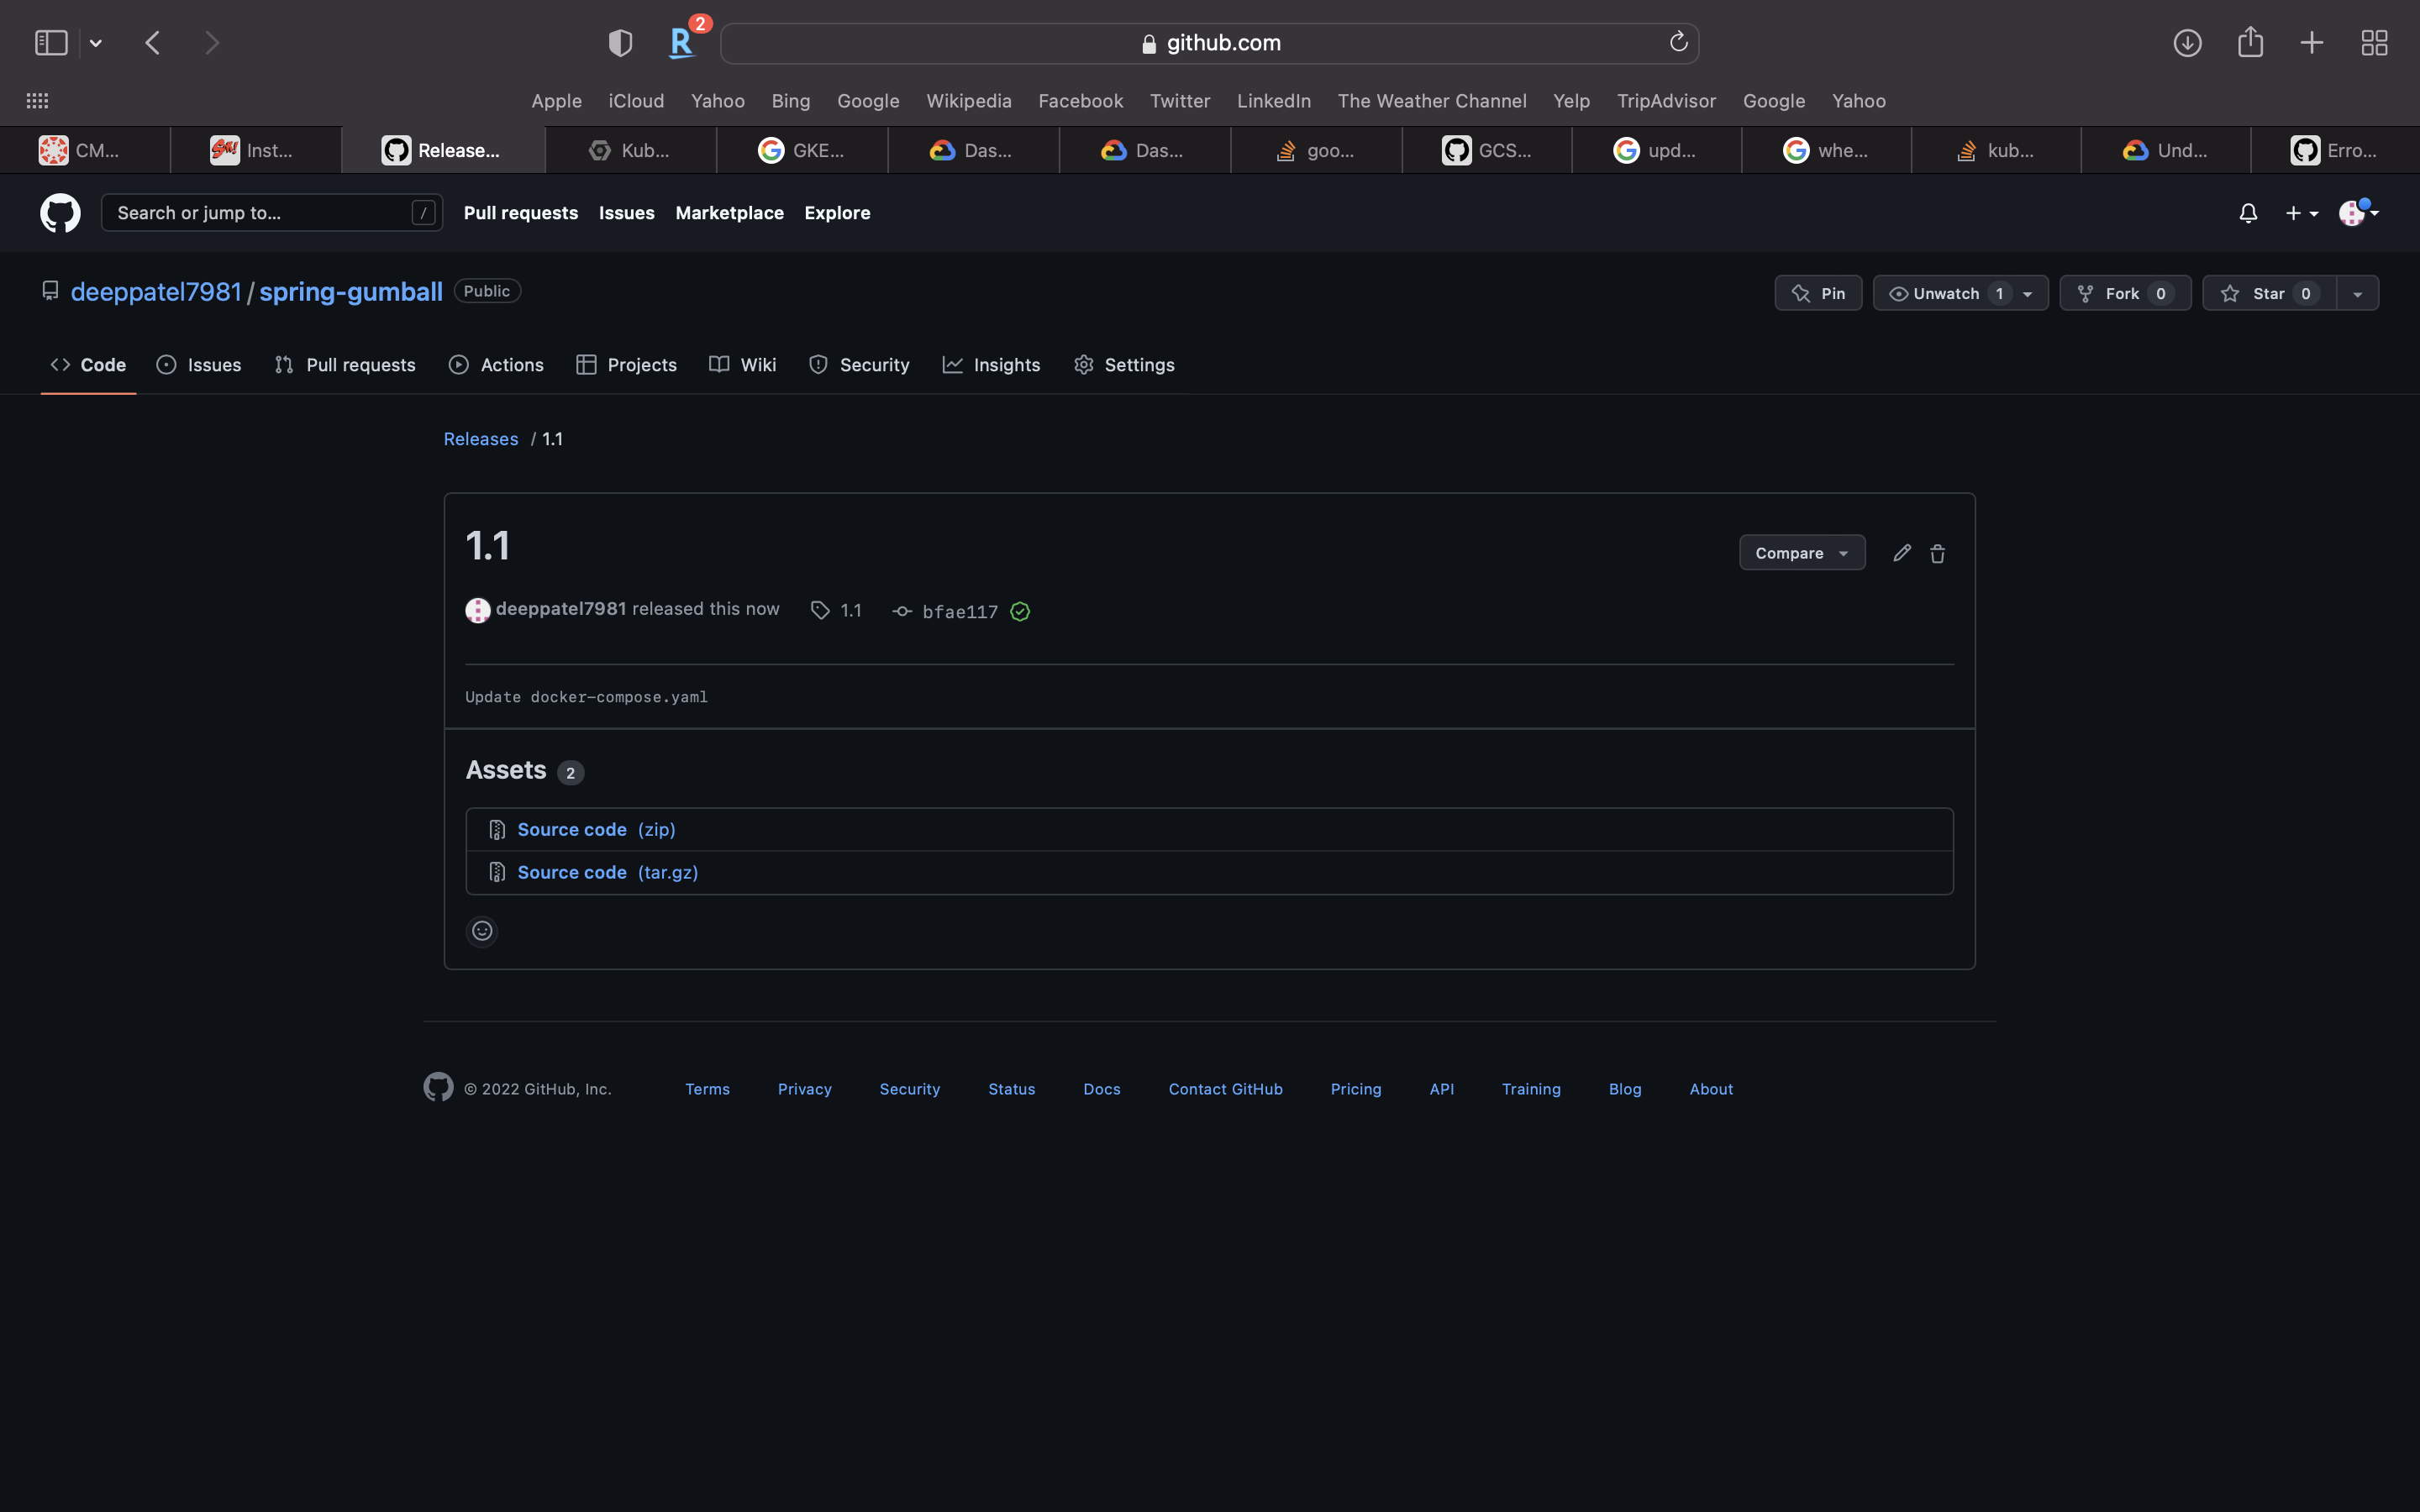 2
github.com
Apple iCloud Yahoo Bing Google Wikipedia Facebook Twitter LinkedIn The Weather Channel Yelp TripAdvisor Google Yahoo
CM... Inst... Release... Kub... GKE... Das... Das... goo... GCS... upd... whe... kub... Und... Erro...
Search or jump to... / Pull requests Issues Marketplace Explore
deeppatel7981 / spring-gumball Public Pin Unwatch 1 Fork 0 Star 0
Code Issues Pull requests Actions Projects Wiki Security Insights Settings
Releases / 1.1
1.1 Compare
deeppatel7981 released this now 1.1 bfae117
Update docker-compose.yaml
Assets 2
Source code (zip)
Source code (tar.gz)
© 2022 GitHub, Inc. Terms Privacy Security Status Docs Contact GitHub Pricing API Training Blog About